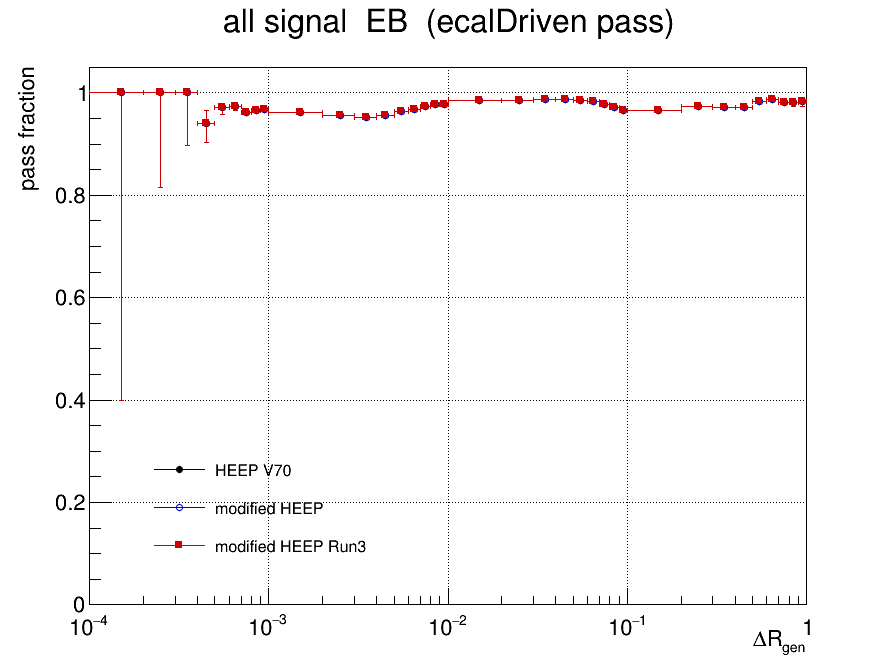 all signal  EB  (ecalDriven pass)
pass fraction
1
0.8
0.6
0.4
0.2
0
HEEP V70
modified HEEP
modified HEEP Run3
10⁻⁴
10⁻³
10⁻²
10⁻¹
1
ΔR_gen